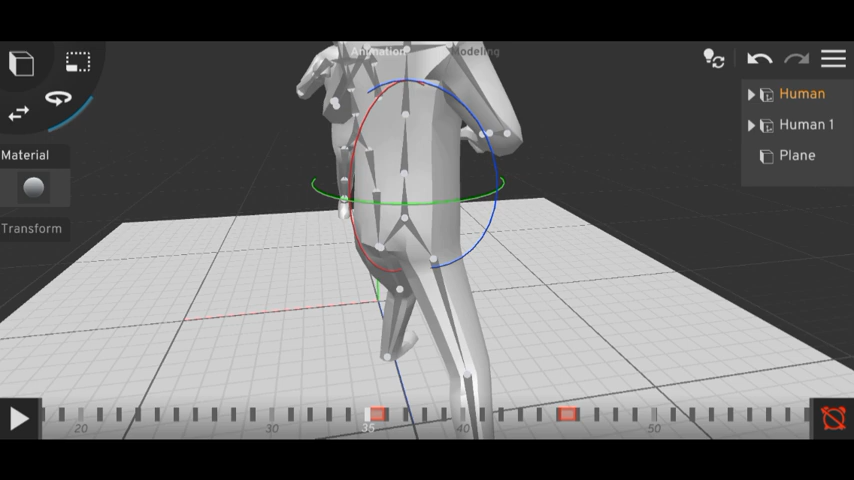 Animation Modeling
Human
Human 1
Plane
Material
Transform
20 30 35 40 50